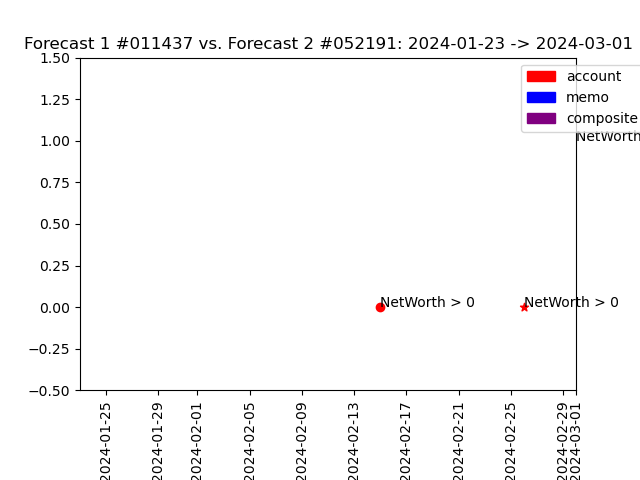 Forecast 1 #011437 vs. Forecast 2 #052191: 2024-01-23 -> 2024-03-01
1.50
1.25
1.00
0.75
0.50
0.25
0.00
−0.25
−0.50
account
memo
composite
NetWorth
NetWorth > 0
NetWorth > 0
2024-01-25
2024-01-29
2024-02-01
2024-02-05
2024-02-09
2024-02-13
2024-02-17
2024-02-21
2024-02-25
2024-02-29
2024-03-01